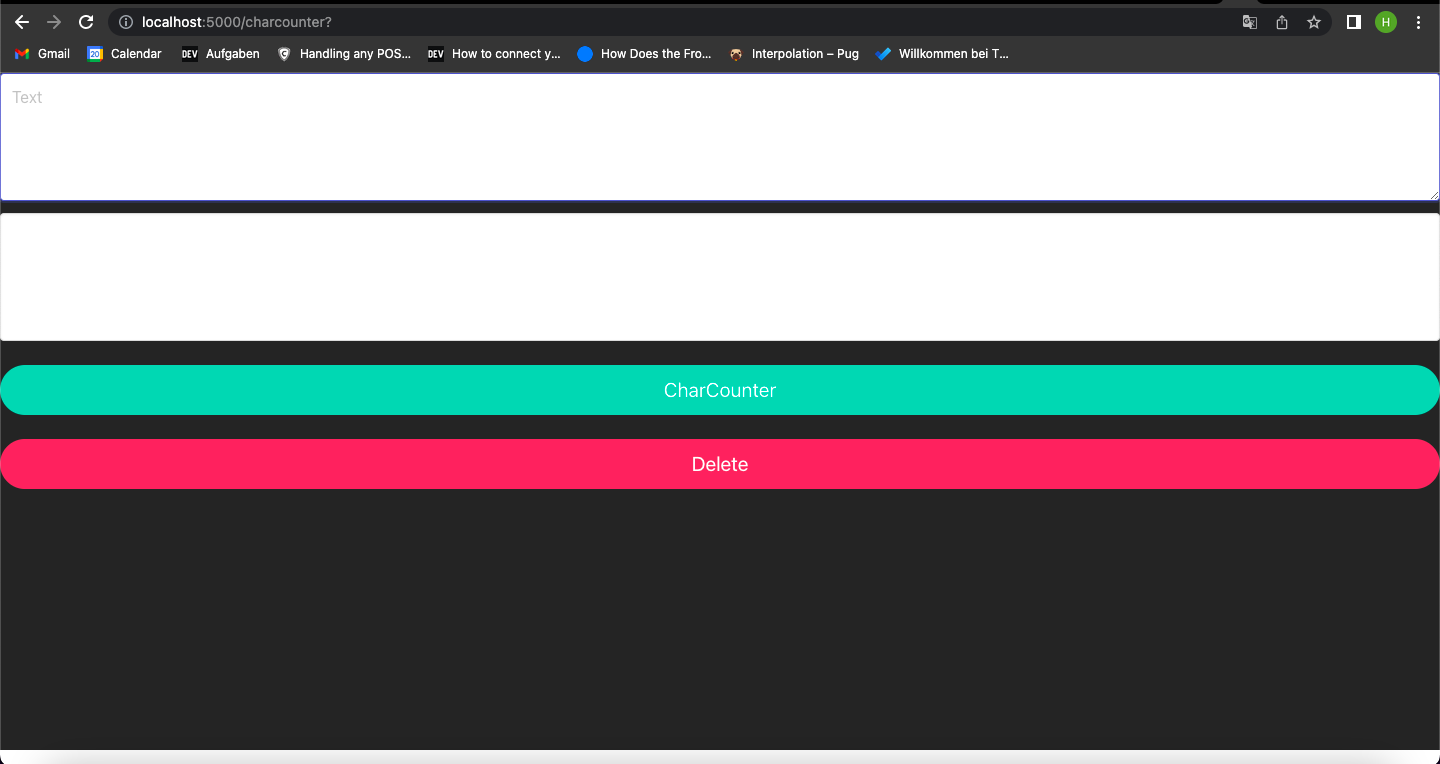 localhost:5000/charcounter?
H
Gmail 20 Calendar DEV Aufgaben Handling any POS... DEV How to connect y... How Does the Fro... Interpolation – Pug Willkommen bei T...
Text
CharCounter
Delete